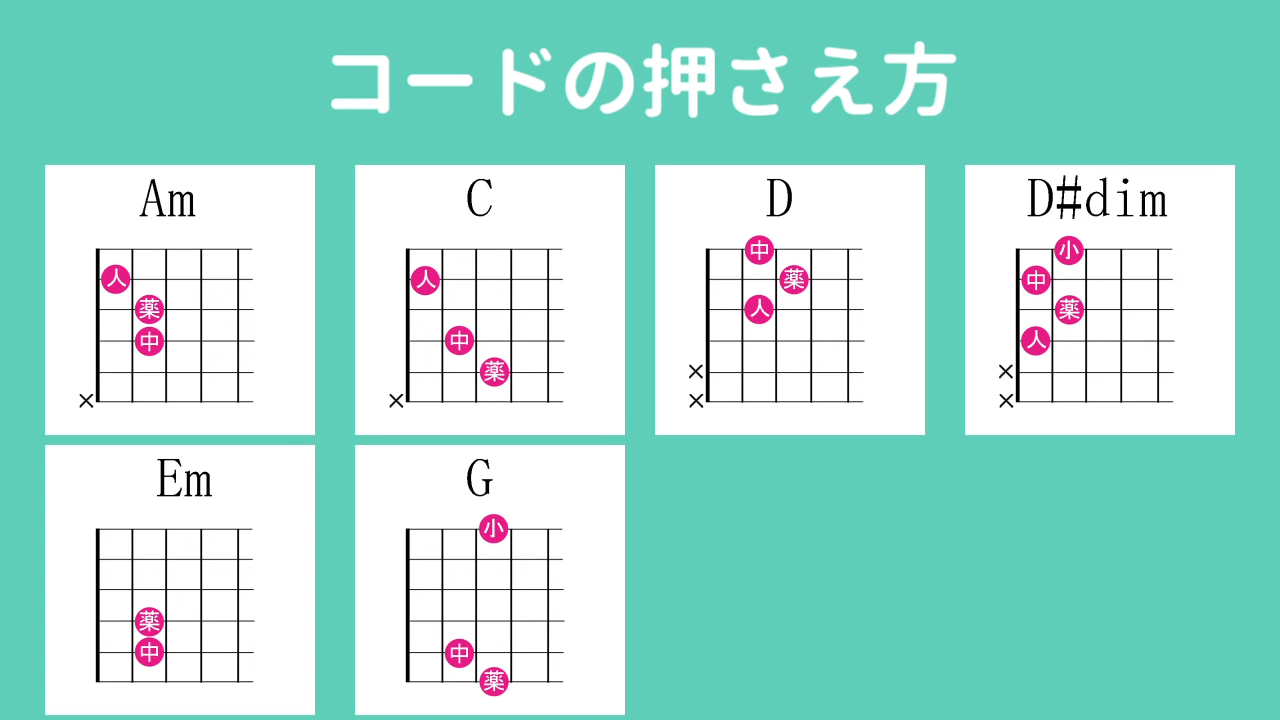 コードの押さえ方
Am
人
薬
中
×
C
人
中
薬
×
D
中
薬
人
×
×
D#dim
小
中
薬
人
×
×
Em
薬
中
G
小
中
薬